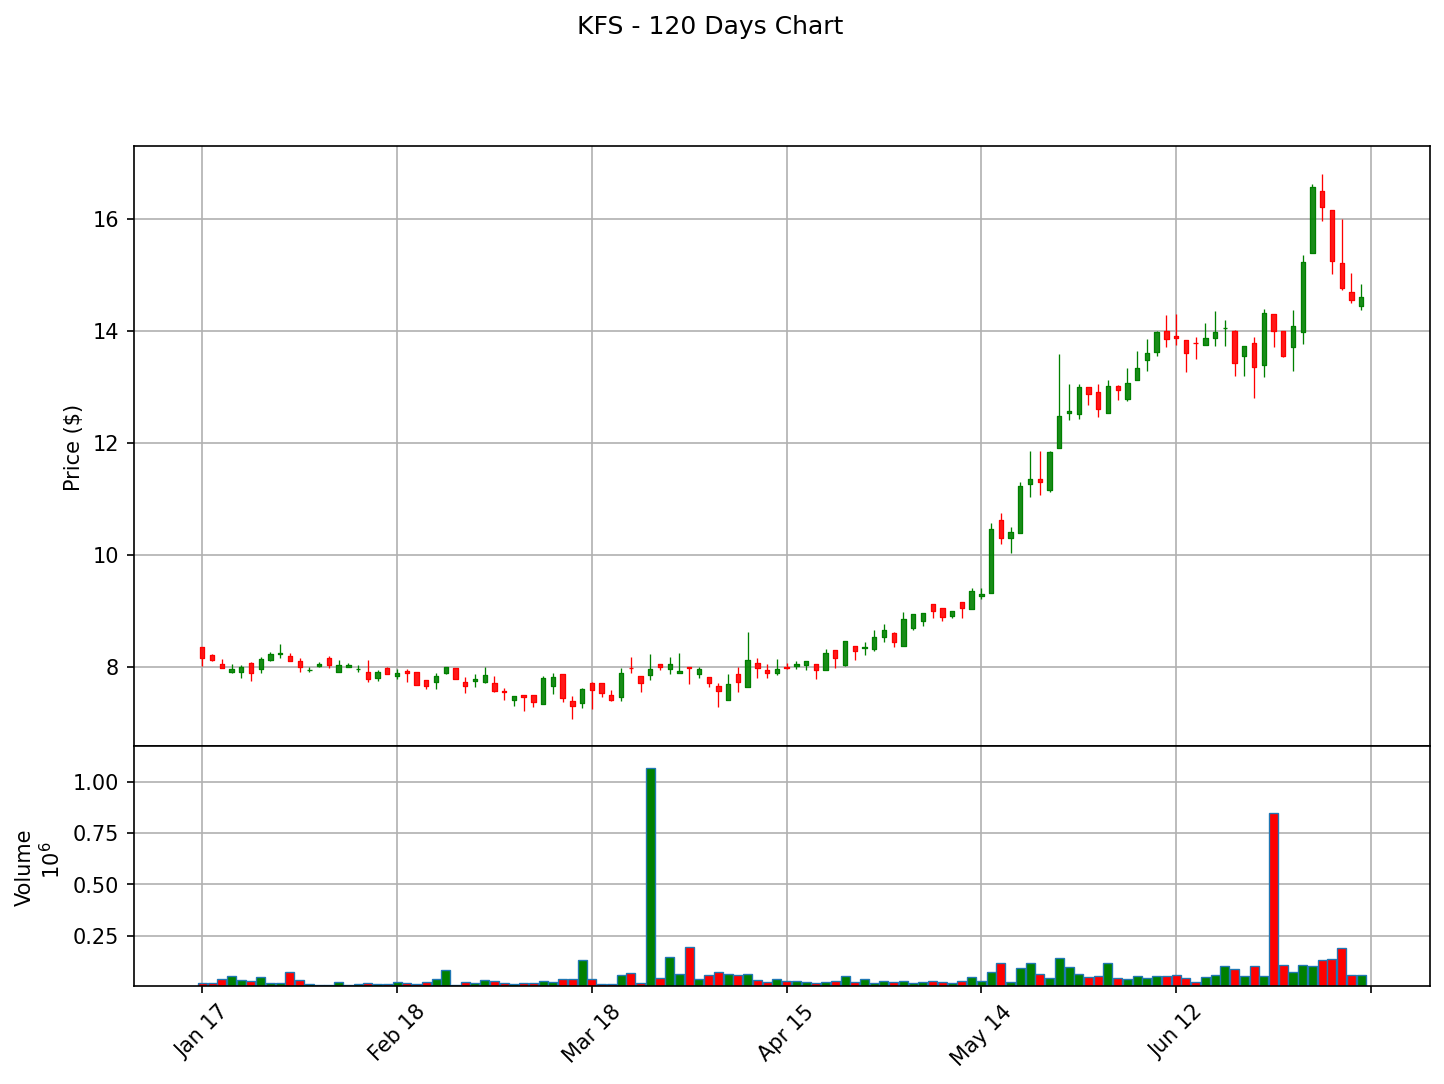 KFS - 120 Days Chart
Price ($)
16
14
12
10
8
Volume
10⁶
1.00
0.75
0.50
0.25
Jan 17
Feb 18
Mar 18
Apr 15
May 14
Jun 12